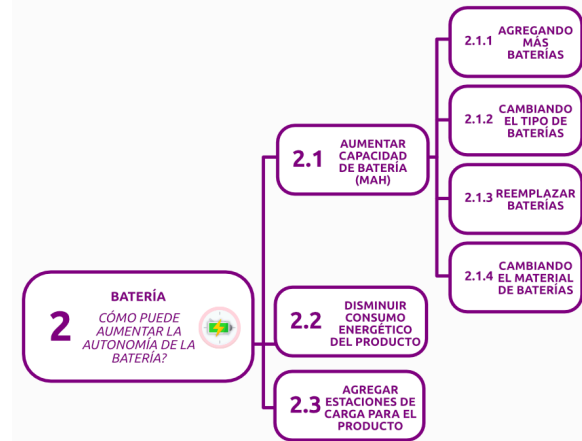 2
BATERÍA
CÓMO PUEDE
AUMENTAR LA
AUTONOMÍA DE LA
BATERÍA?
2.1
AUMENTAR
CAPACIDAD
DE BATERÍA
(MAH)
2.1.1
AGREGANDO
MÁS
BATERÍAS
2.1.2
CAMBIANDO
EL TIPO DE
BATERÍAS
2.1.3
REEMPLAZAR
BATERÍAS
2.1.4
CAMBIANDO
EL MATERIAL
DE BATERÍAS
2.2
DISMINUIR
CONSUMO
ENERGÉTICO
DEL PRODUCTO
2.3
AGREGAR
ESTACIONES DE
CARGA PARA EL
PRODUCTO